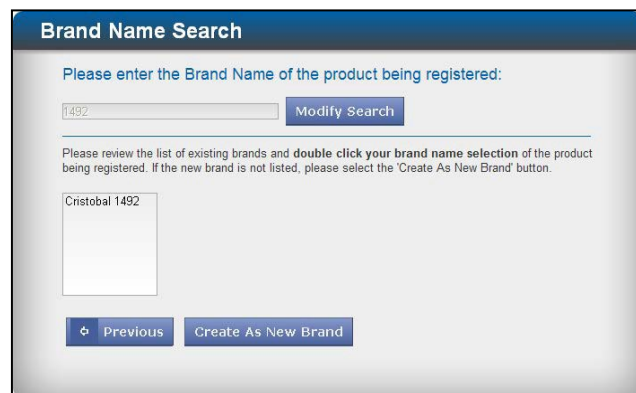 Brand Name Search
Please enter the Brand Name of the product being registered:
1492
Modify Search
Please review the list of existing brands and double click your brand name selection of the product
being registered. If the new brand is not listed, please select the 'Create As New Brand' button.
Cristobal 1492
Previous
Create As New Brand